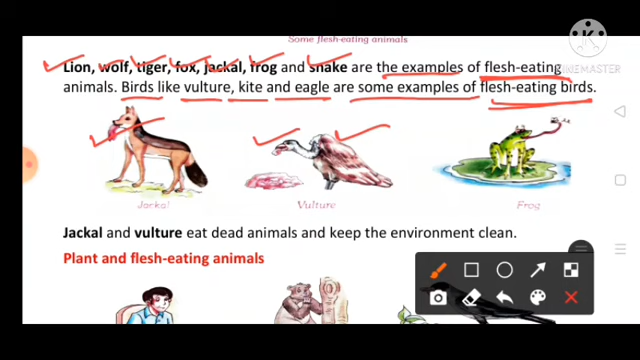 Some flesh-eating animals
Lion, wolf, tiger, fox, jackal, frog and snake are the examples of flesh-eating
animals. Birds like vulture, kite and eagle are some examples of flesh-eating birds.
Jackal
Vulture
Frog
Jackal and vulture eat dead animals and keep the environment clean.
Plant and flesh-eating animals
KINEMASTER